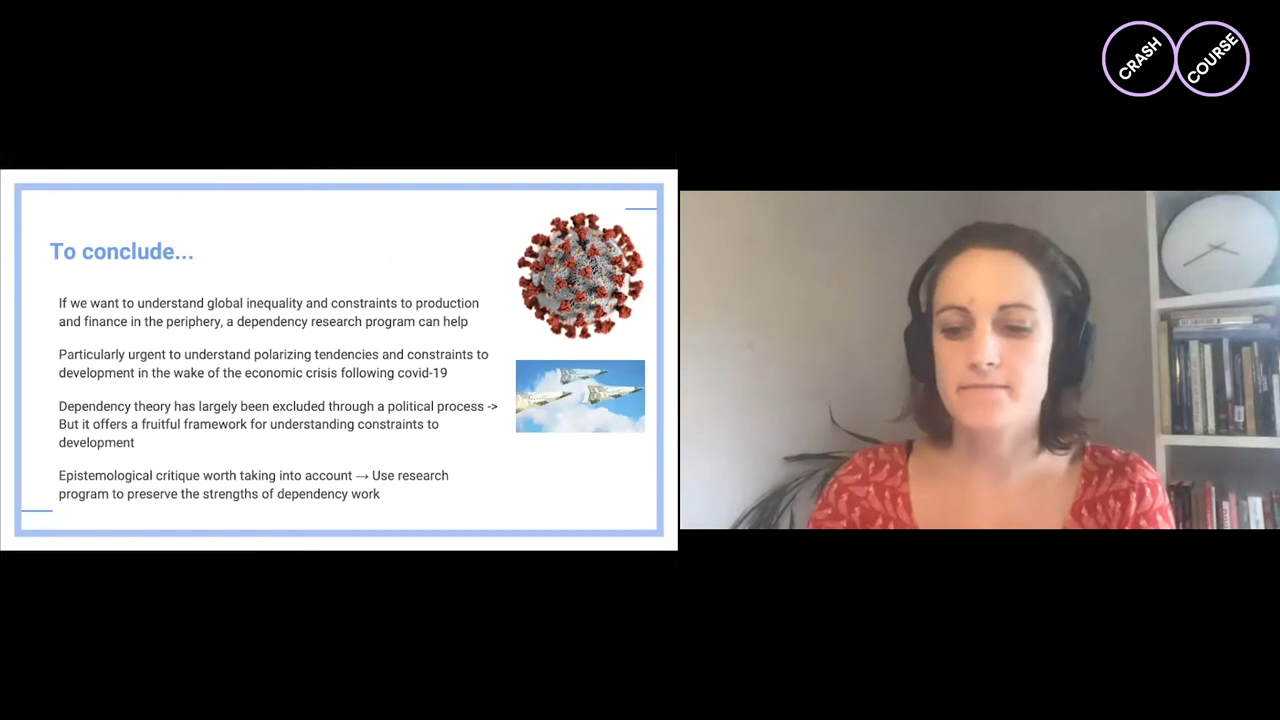 CRASH
COURSE
To conclude...
If we want to understand global inequality and constraints to production
and finance in the periphery, a dependency research program can help
Particularly urgent to understand polarizing tendencies and constraints to
development in the wake of the economic crisis following covid-19
Dependency theory has largely been excluded through a political process ->
But it offers a fruitful framework for understanding constraints to
development
Epistemological critique worth taking into account → Use research
program to preserve the strengths of dependency work